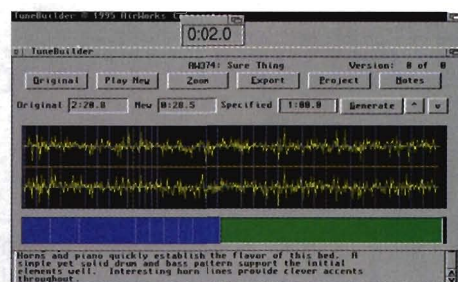 TuneBuilder © 1995 AirWorks
0:02.0
TuneBuilder
AW374: Sure Thing Version: 0 of 0
Original Play New Zoom Export Project Notes
Original 2:20.0 New 0:28.5 Specified 1:00.0 Generate ^ v
Horns and piano quickly establish the flavor of this bed. A
simple yet solid drum and bass pattern support the initial
elements well. Interesting horn lines provide clever accents
throughout.